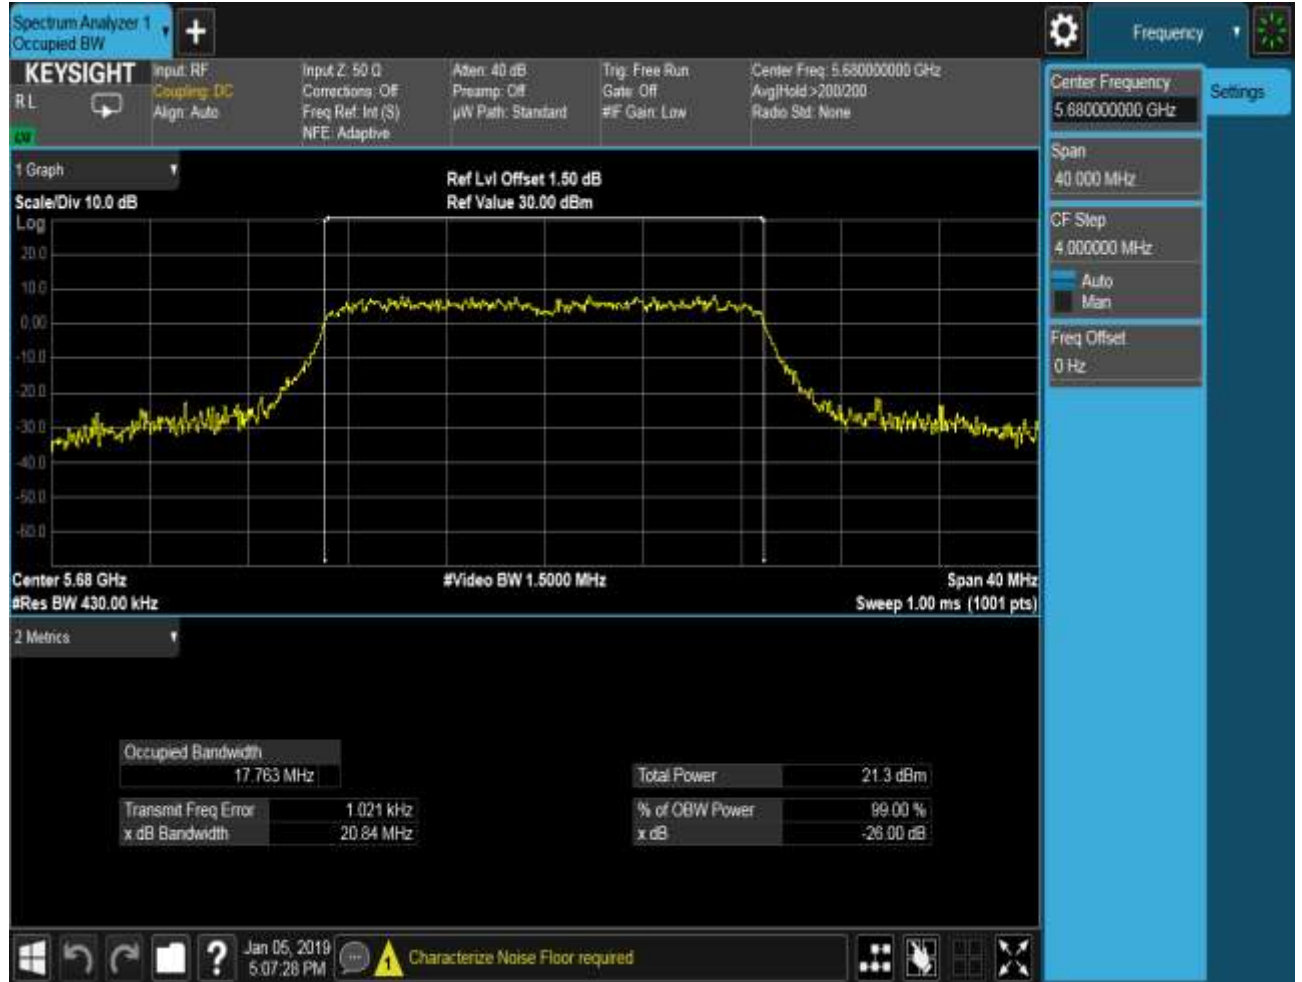 Spectrum Analyzer 1
Occupied BW
Frequency
KEYSIGHT
R L
Input: RF
Coupling: DC
Align: Auto
Input Z: 50 Ω
Corrections: Off
Freq Ref: Int (S)
NFE: Adaptive
Atten: 40 dB
Preamp: Off
µW Path: Standard
Trig: Free Run
Gate: Off
#IF Gain: Low
Center Freq: 5.680000000 GHz
Avg|Hold:>200/200
Radio Std: None
Center Frequency
5.680000000 GHz
Settings
Span
40.000 MHz
CF Step
4.000000 MHz
Auto
Man
Freq Offset
0 Hz
1 Graph
Scale/Div 10.0 dB
Ref Lvl Offset 1.50 dB
Ref Value 30.00 dBm
Log
20.0
10.0
0.00
-10.0
-20.0
-30.0
-40.0
-50.0
-60.0
Center 5.68 GHz
#Video BW 1.5000 MHz
Span 40 MHz
#Res BW 430.00 kHz
Sweep 1.00 ms (1001 pts)
2 Metrics
Occupied Bandwidth
17.763 MHz
Total Power 21.3 dBm
Transmit Freq Error 1.021 kHz
% of OBW Power 99.00 %
x dB Bandwidth 20.84 MHz
x dB -26.00 dB
?
Jan 05, 2019
5:07:28 PM
1
Characterize Noise Floor required